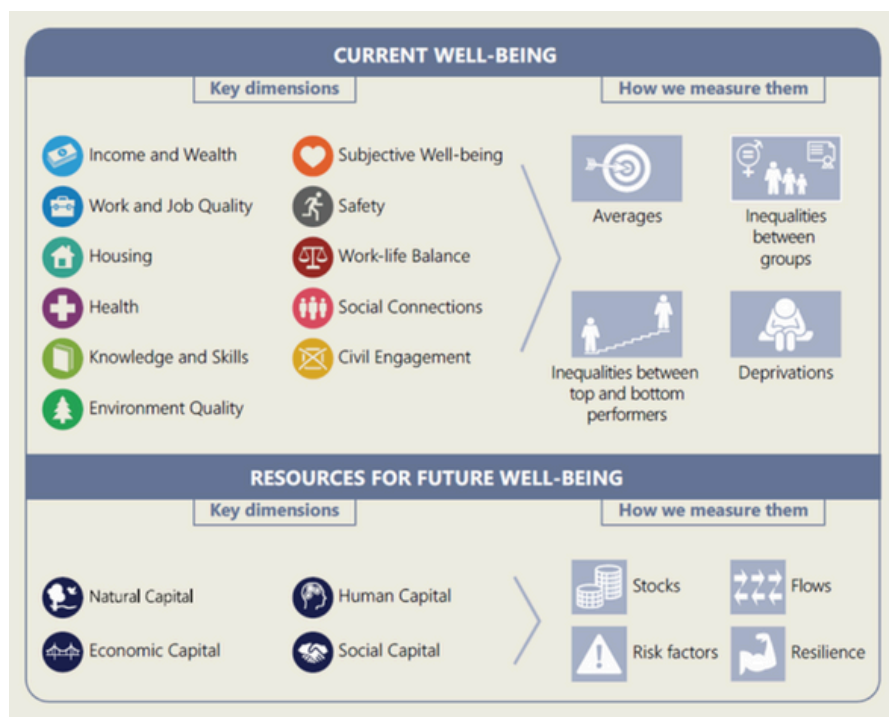 CURRENT WELL-BEING
Key dimensions
How we measure them
Income and Wealth
Work and Job Quality
Housing
Health
Knowledge and Skills
Environment Quality
Subjective Well-being
Safety
Work-life Balance
Social Connections
Civil Engagement
Averages
Inequalities
between
groups
Inequalities between
top and bottom
performers
Deprivations
RESOURCES FOR FUTURE WELL-BEING
Key dimensions
How we measure them
Natural Capital
Economic Capital
Human Capital
Social Capital
Stocks
Flows
Risk factors
Resilience